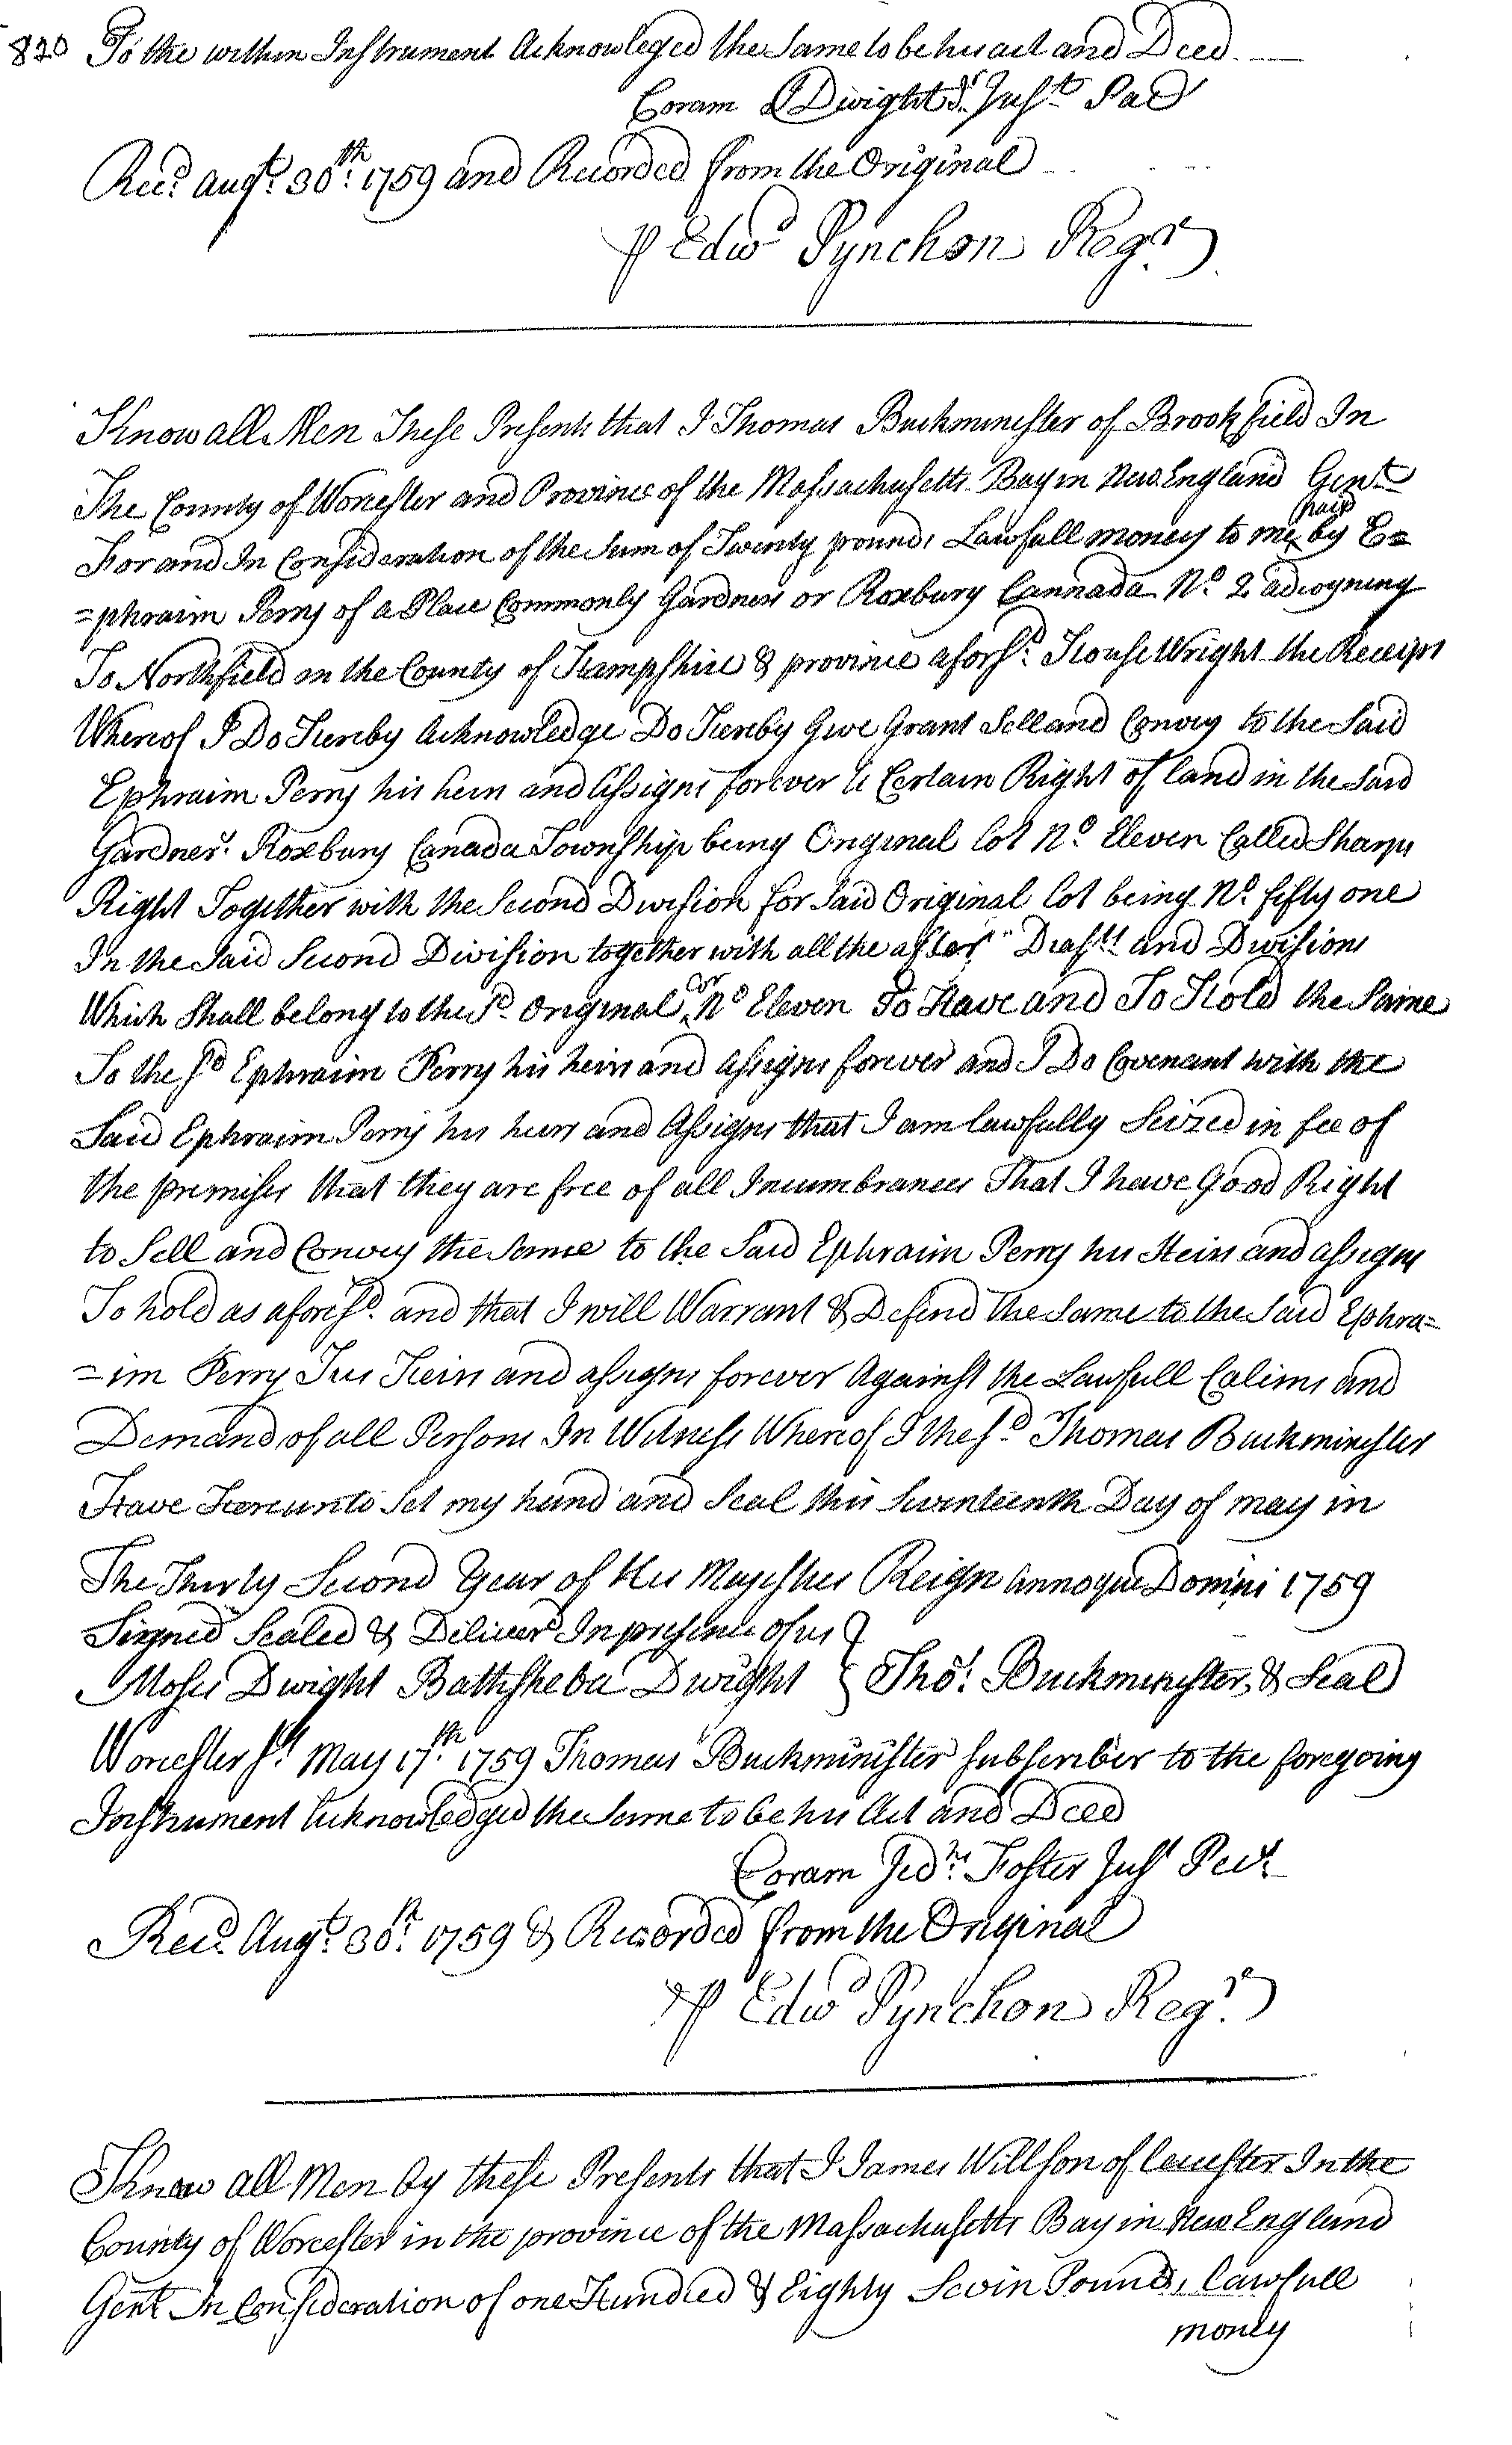 820 To the within Instrument Acknowleged the Same to be his act and Deed
Coram Dwight Just Pac
Recd Augt 30th 1759 and Recorded from the Original
P Edwd Pynchon Regr
Know all Men These Presents that I Thomas Buckminester of Brookfield In
The County of Worcester and Province of the Massachusetts Bay in New England Gent
For and In Consideration of the Sum of Twenty pounds Lawfull money to me paid by E=
=phraim Perry of a Place Commonly Gardners or Roxbury Cannada No 2 adioyning
To Northfield in the County of Hampshire & province aforsd House Wright the Receipt
Whereof I Do Hereby Acknowledge Do Hereby Give Grant Sell and Convey to the Said
Ephraim Perry his heirs and Assigns forever a Certain Right of land in the Said
Gardners Roxbury Canada Township being Original Lot No Eleven Called Sharps
Right Together with the Second Division for Said Original Lot being No fifty one
In the Said Second Division together with all the after Drafts and Divisions
Which Shall belong to the Sd Original Lot No Eleven To Have and To Hold the Same
To the sd Ephraim Perry his heirs and assigns forever and I Do Covenant with the
Said Ephraim Perry his heirs and Assigns that I am lawfully Seized in fee of
the premises that they are free of all Incumbrances That I have Good Right
to Sell and Convey the Same to the Said Ephraim Perry his Heirs and assigns
To hold as aforesd and that I will Warrant & Defend the Same to the Said Ephra=
=im Perry His Heirs and assigns forever Against the Lawfull Calims and
Demand of all Persons In Witness Whereof I the sd Thomas Buckminester
Have Hereunto Set my hand and Seal this Seventeenth Day of may in
The Thirty Second Year of His Majesties Reign Annoque Domini 1759
Signed Sealed & Deliverd In presence of us
Moses Dwight Bathsheba Dwight } Thos Buckminster & Seal
Worcester ss May 17th 1759 Thomas Buckminister subscriber to the foregoing
Instrument Acknowledged the Same to be his Act and Deed
Coram Jedn Foster Just Peac
Recd Augt 30th 1759 & Recorded from the Original
P Edwd Pynchon Regr
Know all Men by these Presents that I James Willson of Leicester In the
County of Worcester in the province of the Massachusetts Bay in New England
Gent In Consideration of one Hundred & Eighty Sevin Pounds Lawfull
money